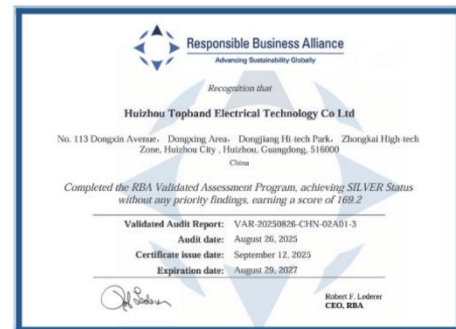 Responsible Business Alliance
Advancing Sustainability Globally
Recognition that
Huizhou Topband Electrical Technology Co Ltd
No. 113 Dongxin Avenue, Dongxing Area, Dongjiang Hi-tech Park, Zhongkai High-tech
Zone, Huizhou City , Huizhou, Guangdong, 516000
China
Completed the RBA Validated Assessment Program, achieving SILVER Status
without any priority findings, earning a score of 169.2
Validated Audit Report: VAR-20250826-CHN-02A01-3
Audit date: August 26, 2025
Certificate issue date: September 12, 2025
Expiration date: August 29, 2027
Robert F. Lederer
CEO, RBA